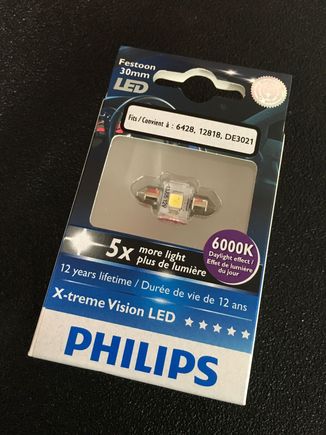 Festoon
30mm
LED
Fits / Convient à : 6428, 12818, DE3021
5x
more light
plus de lumière
6000K
Daylight effect /
Effet de lumière
du jour
12 years lifetime / Durée de vie de 12 ans
X-treme Vision LED
PHILIPS